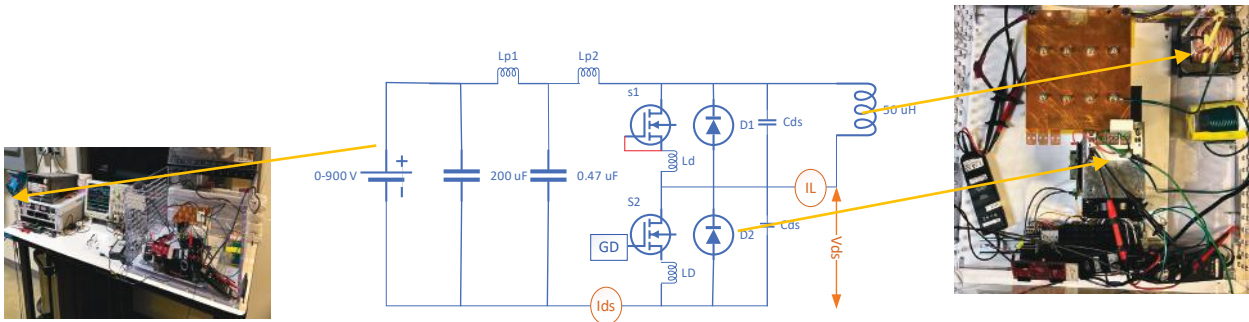 Lp1
Lp2
s1
D1
Cds
50 uH
Ld
0-900 V
+
-
200 uF
0.47 uF
IL
S2
GD
D2
Cds
LD
Vds
Ids